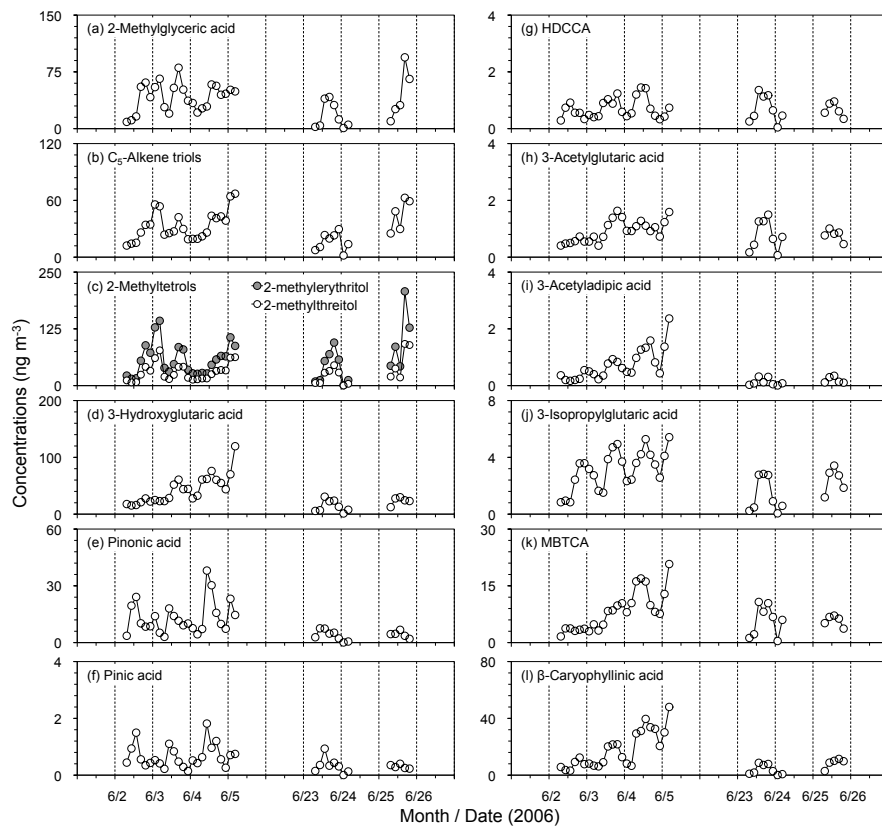 150
75
0
(a) 2-Methylglyceric acid
120
60
0
(b) C₅-Alkene triols
250
125
0
(c) 2-Methyltetrols
2-methylerythritol
2-methylthreitol
200
100
0
(d) 3-Hydroxyglutaric acid
60
30
0
(e) Pinonic acid
4
2
0
(f) Pinic acid
6/2 6/3 6/4 6/5 6/23 6/24 6/25 6/26
4
2
0
(g) HDCCA
4
2
0
(h) 3-Acetylglutaric acid
4
2
0
(i) 3-Acetyladipic acid
8
4
0
(j) 3-Isopropylglutaric acid
30
15
0
(k) MBTCA
80
40
0
(l) β-Caryophyllinic acid
6/2 6/3 6/4 6/5 6/23 6/24 6/25 6/26
Concentrations (ng m⁻³)
Month / Date (2006)